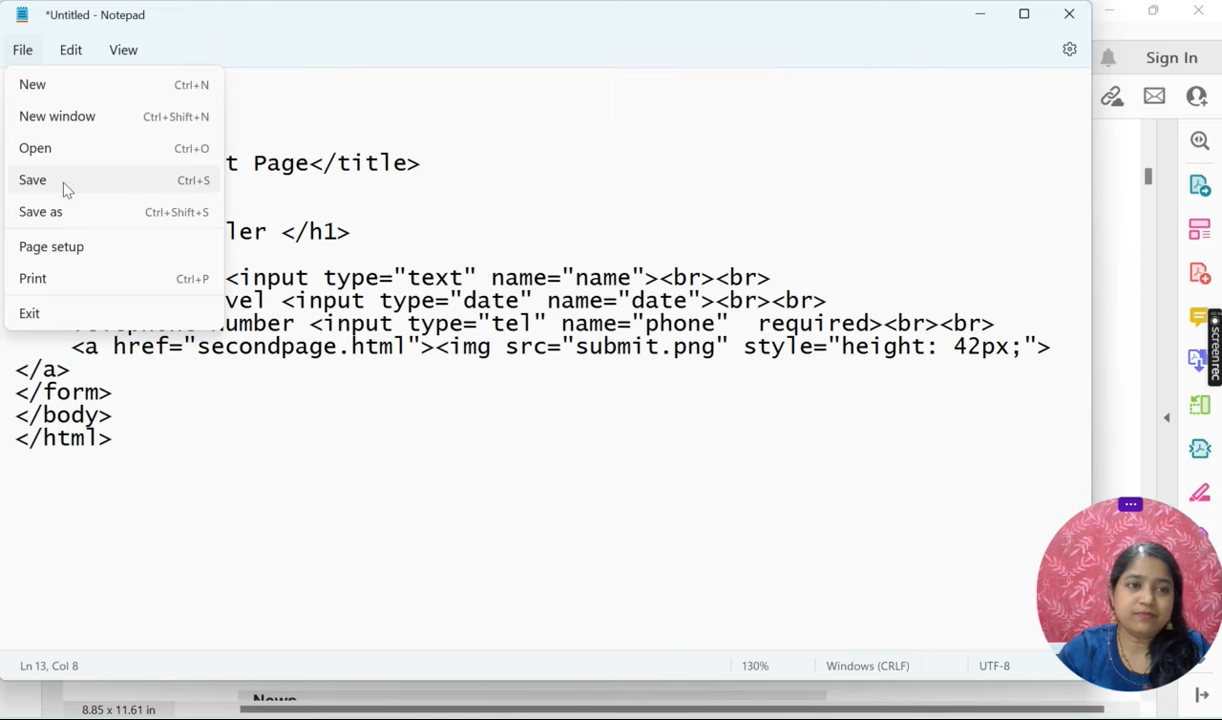 *Untitled - Notepad
File Edit View
Sign In
New Ctrl+N
New window Ctrl+Shift+N
Open Ctrl+O
Save Ctrl+S
Save as Ctrl+Shift+S
Page setup
Print Ctrl+P
Exit
t Page</title>
ler </h1>
<input type="text" name="name"><br><br>
vel <input type="date" name="date"><br><br>
number <input type="tel" name="phone"  required><br><br>
<a href="secondpage.html"><img src="submit.png" style="height: 42px;">
</a>
</form>
</body>
</html>
screenrec
Ln 13, Col 8 130% Windows (CRLF) UTF-8
8.85 x 11.61 in